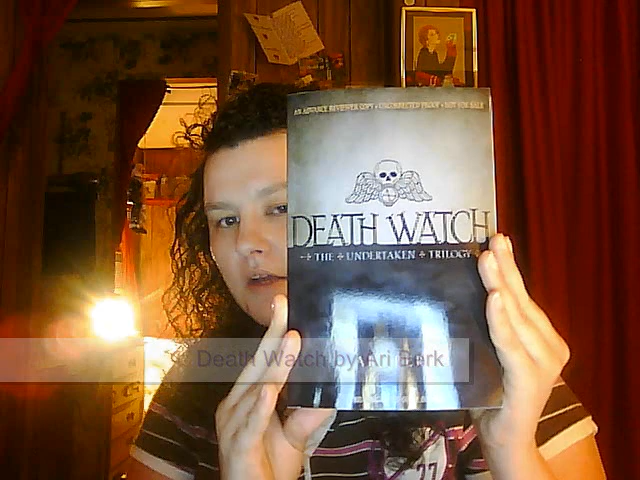 AN ADVANCE REVIEWER COPY • UNCORRECTED PROOF • NOT FOR SALE
DEATH WATCH
THE UNDERTAKEN TRILOGY
Death Watch by Ari Berk
27